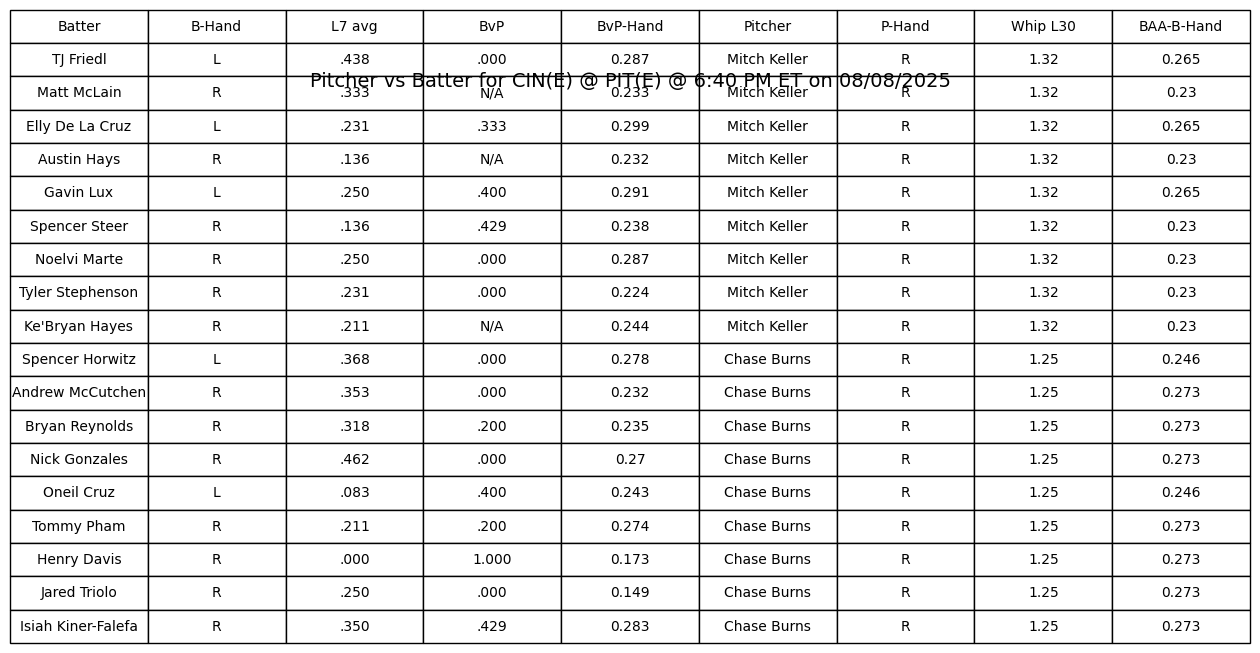 Batter B-Hand L7 avg BvP BvP-Hand Pitcher P-Hand Whip L30 BAA-B-Hand
TJ Friedl L .438 .000 0.287 Mitch Keller R 1.32 0.265
Pitcher vs Batter for CIN(E) @ PIT(E) @ 6:40 PM ET on 08/08/2025
Matt McLain R .333 N/A 0.233 Mitch Keller R 1.32 0.23
Elly De La Cruz L .231 .333 0.299 Mitch Keller R 1.32 0.265
Austin Hays R .136 N/A 0.232 Mitch Keller R 1.32 0.23
Gavin Lux L .250 .400 0.291 Mitch Keller R 1.32 0.265
Spencer Steer R .136 .429 0.238 Mitch Keller R 1.32 0.23
Noelvi Marte R .250 .000 0.287 Mitch Keller R 1.32 0.23
Tyler Stephenson R .231 .000 0.224 Mitch Keller R 1.32 0.23
Ke'Bryan Hayes R .211 N/A 0.244 Mitch Keller R 1.32 0.23
Spencer Horwitz L .368 .000 0.278 Chase Burns R 1.25 0.246
Andrew McCutchen R .353 .000 0.232 Chase Burns R 1.25 0.273
Bryan Reynolds R .318 .200 0.235 Chase Burns R 1.25 0.273
Nick Gonzales R .462 .000 0.27 Chase Burns R 1.25 0.273
Oneil Cruz L .083 .400 0.243 Chase Burns R 1.25 0.246
Tommy Pham R .211 .200 0.274 Chase Burns R 1.25 0.273
Henry Davis R .000 1.000 0.173 Chase Burns R 1.25 0.273
Jared Triolo R .250 .000 0.149 Chase Burns R 1.25 0.273
Isiah Kiner-Falefa R .350 .429 0.283 Chase Burns R 1.25 0.273